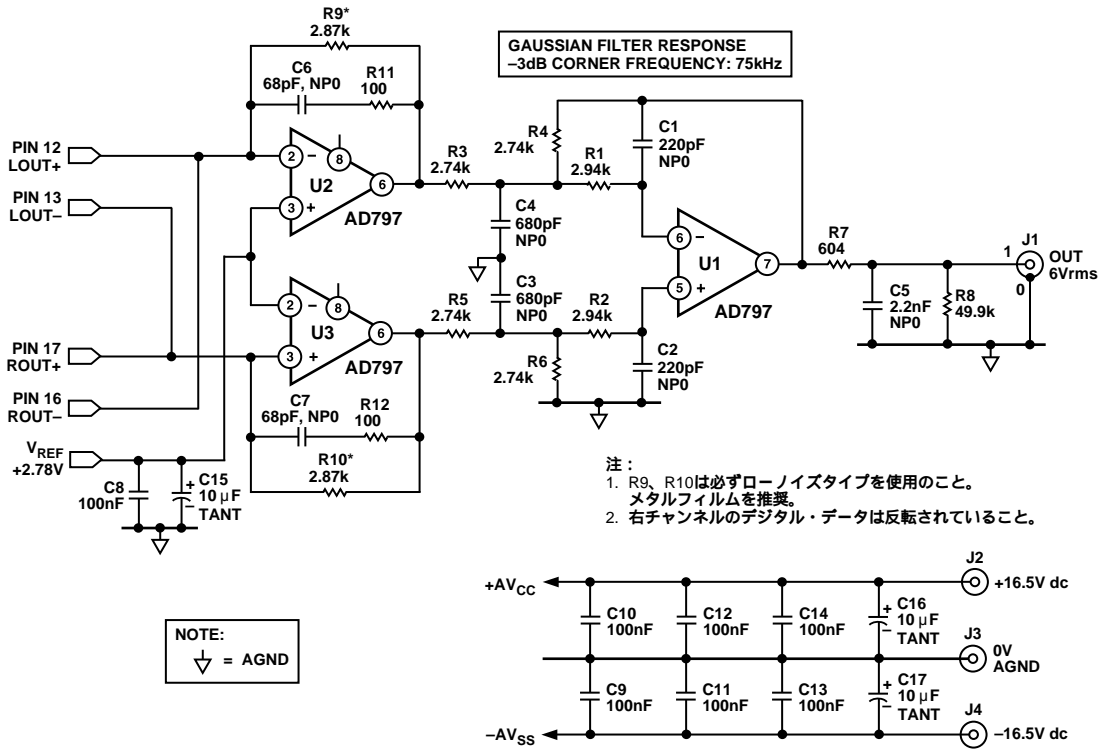 R9*
2.87k
C6
68pF, NP0
R11
100
GAUSSIAN FILTER RESPONSE
–3dB CORNER FREQUENCY: 75kHz
PIN 12
LOUT+
PIN 13
LOUT–
2
–
8
U2
3
+
6
AD797
R3
2.74k
R4
2.74k
R1
2.94k
C1
220pF
NP0
C4
680pF
NP0
6
–
U1
5
+
7
AD797
R7
604
1
J1
OUT
6Vrms
0
C5
2.2nF
NP0
R8
49.9k
C3
680pF
NP0
2
–
8
U3
3
+
6
AD797
R5
2.74k
R2
2.94k
R6
2.74k
C2
220pF
NP0
PIN 17
ROUT+
PIN 16
ROUT–
C7
68pF, NP0
R12
100
R10*
2.87k
VREF
+2.78V
C8
100nF
+
C15
10μF
–
TANT
注：
1. R9、R10は必ずローノイズタイプを使用のこと。
メタルフィルムを推奨。
2. 右チャンネルのデジタル・データは反転されていること。
NOTE:
= AGND
+AVCC
J2
+16.5V dc
C10
100nF
C12
100nF
C14
100nF
+
C16
10μF
–
TANT
J3
0V
AGND
C9
100nF
C11
100nF
C13
100nF
+
C17
10μF
–
TANT
–AVSS
J4
–16.5V dc